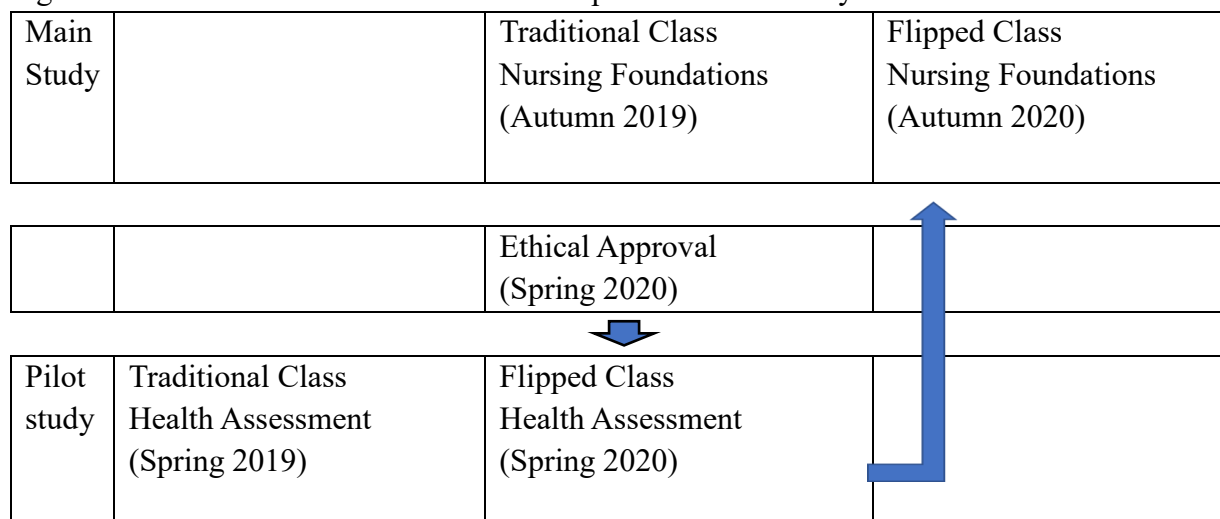 Main
Study
Traditional Class
Nursing Foundations
(Autumn 2019)
Flipped Class
Nursing Foundations
(Autumn 2020)
Ethical Approval
(Spring 2020)
Pilot
study
Traditional Class
Health Assessment
(Spring 2019)
Flipped Class
Health Assessment
(Spring 2020)